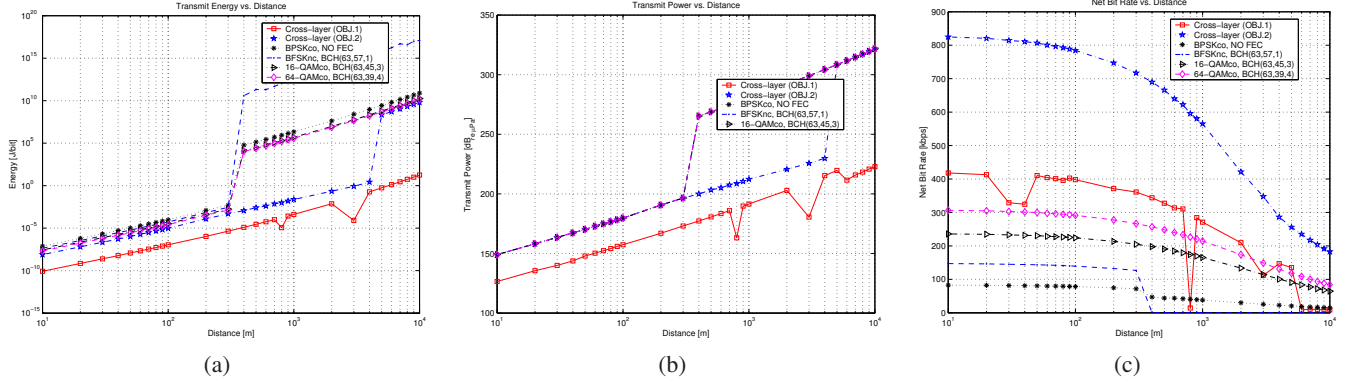 Transmit Energy vs. Distance
10^20
10^15
10^10
10^5
10^0
10^-5
10^-10
10^-15
Energy [J/bit]
Cross-layer (OBJ.1)
Cross-layer (OBJ.2)
BPSKco, NO FEC
BFSKnc, BCH(63,57,1)
16-QAMco, BCH(63,45,3)
64-QAMco, BCH(63,39,4)
10^1
10^2
10^3
10^4
Distance [m]
(a)
Transmit Power vs. Distance
350
300
250
200
150
100
Transmit Power [dB re μPa]
Cross-layer (OBJ.1)
Cross-layer (OBJ.2)
BPSKco, NO FEC
BFSKnc, BCH(63,57,1)
16-QAMco, BCH(63,45,3)
10^1
10^2
10^3
10^4
Distance [m]
(b)
Net Bit Rate vs. Distance
900
800
700
600
500
400
300
200
100
0
Net Bit Rate [kbps]
Cross-layer (OBJ.1)
Cross-layer (OBJ.2)
BPSKco, NO FEC
BFSKnc, BCH(63,57,1)
16-QAMco, BCH(63,45,3)
64-QAMco, BCH(63,39,4)
10^1
10^2
10^3
10^4
Distance [m]
(c)